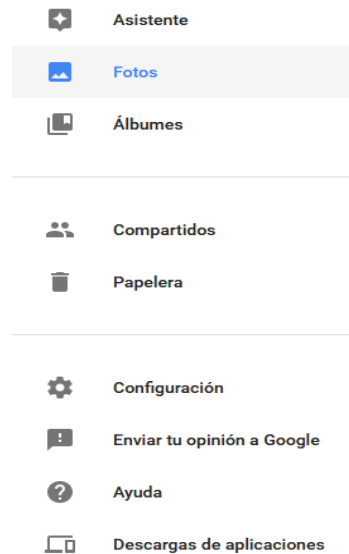 Asistente
Fotos
Álbumes
Compartidos
Papelera
Configuración
Enviar tu opinión a Google
Ayuda
Descargas de aplicaciones